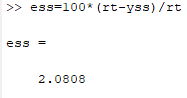 >> ess=100*(rt-yss)/rt
ess =
2.0808